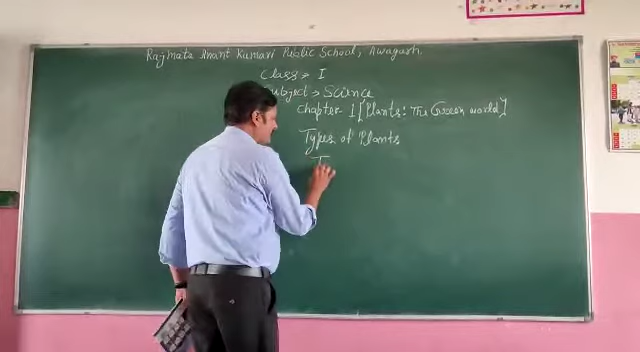 Rajmata Anant Kumari Public School, Awagarh.
Class > I
Subject > Science
Chapter - 1 [Plants: The Green world]
Types of Plants
T